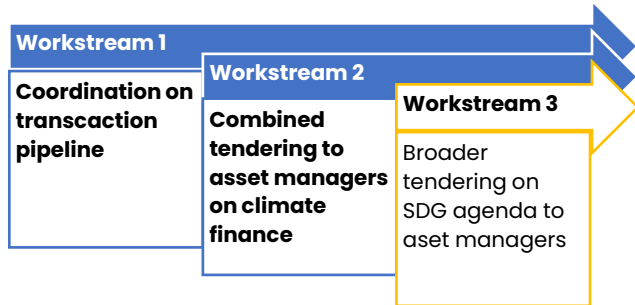 Workstream 1
Coordination on
transcaction
pipeline
Workstream 2
Combined
tendering to
asset managers
on climate
finance
Workstream 3
Broader
tendering on
SDG agenda to
aset managers